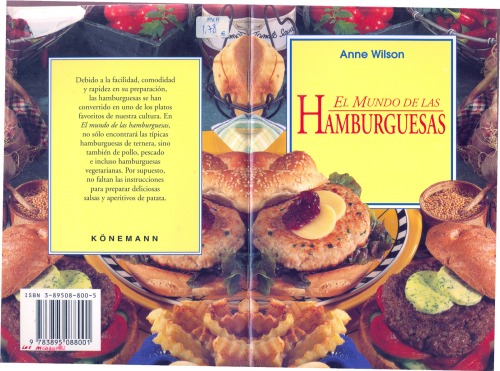 Debido a la facilidad, comodidad
y rapidez en su preparación,
las hamburguesas se han
convertido en uno de los platos
favoritos de nuestra cultura. En
El mundo de las hamburguesas,
no sólo encontrará las típicas
hamburguesas de ternera, sino
también de pollo, pescado
e incluso hamburguesas
vegetarianas. Por supuesto,
no faltan las instrucciones
para preparar deliciosas
salsas y aperitivos de patata.
KÖNEMANN
ISBN 3-89508-800-5
9 783895 088001
Anne Wilson
EL MUNDO DE LAS
HAMBURGUESAS